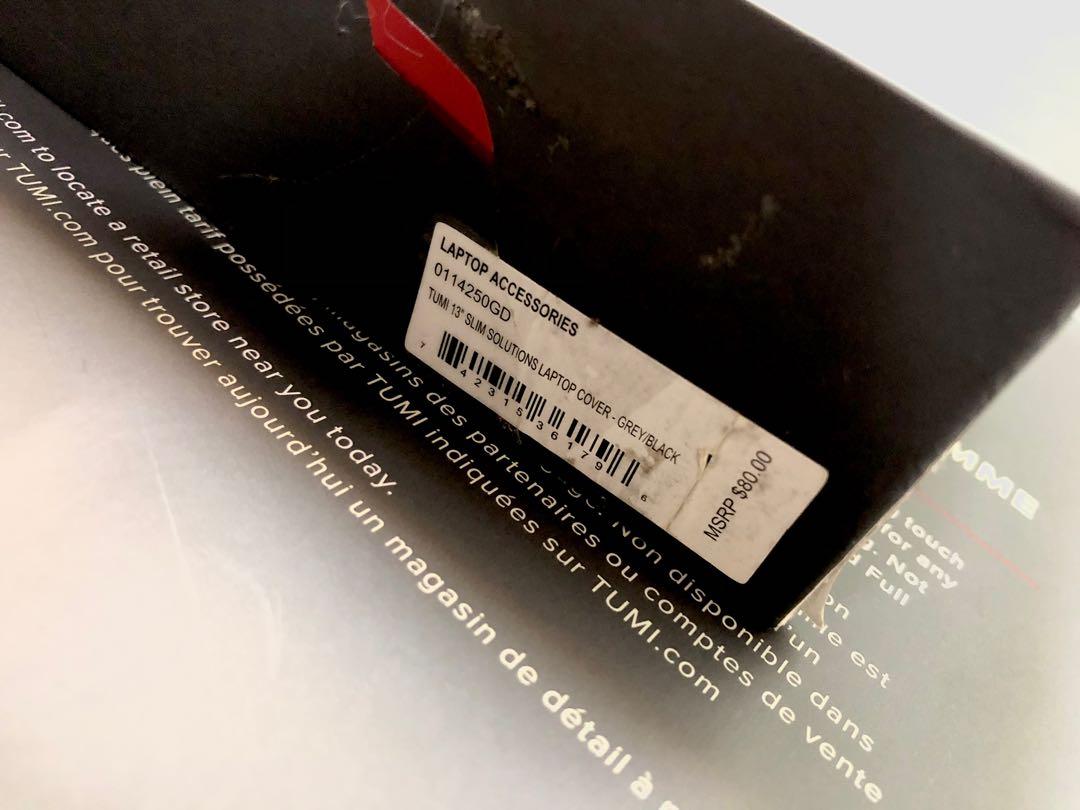 LAPTOP ACCESSORIES
0114250GD
TUMI 13" SLIM SOLUTIONS LAPTOP COVER - GREY/BLACK
7 42315 36179 6
MSRP $80.00
.com to locate a retail store near you today.
TUMI.com pour trouver aujourd'hui un magasin de détail à
plein tarif possédées par TUMI indiquées sur TUMI.com
magasins des partenaires ou comptes de vente
Non disponible dans
touch
for any
Not
Full
est